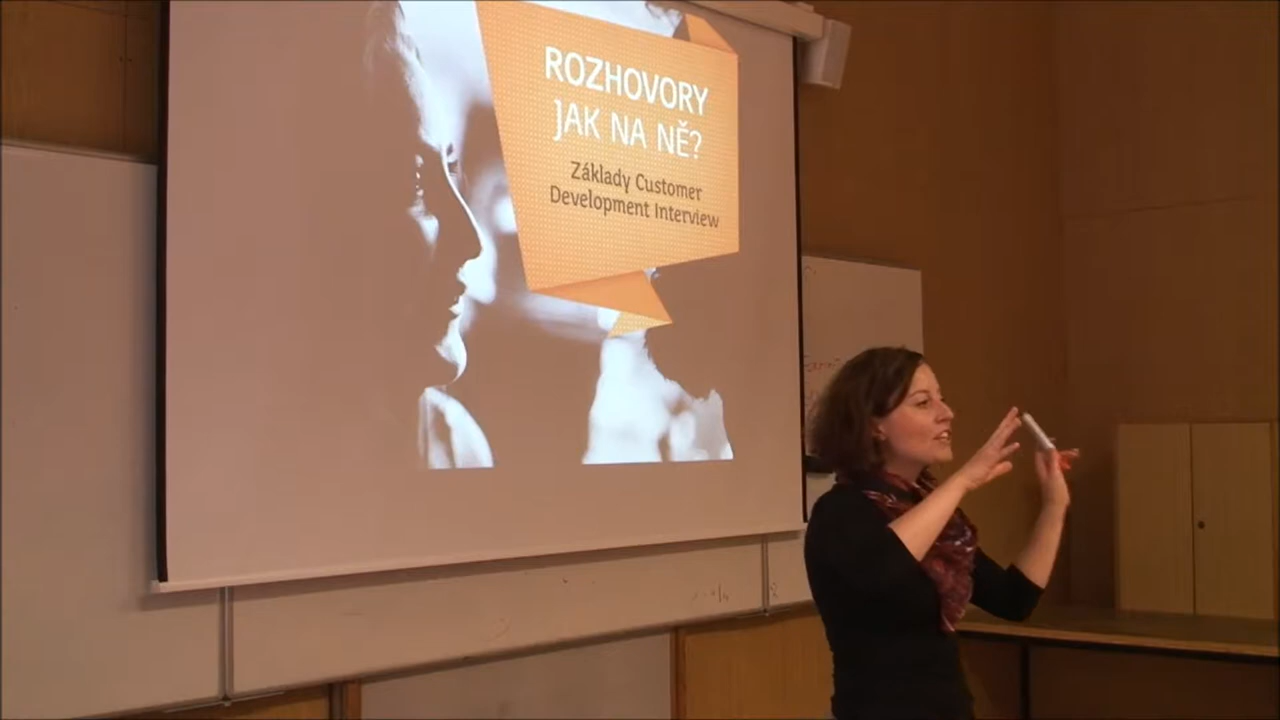 ROZHOVORY
JAK NA NĚ?
Základy Customer
Development Interview